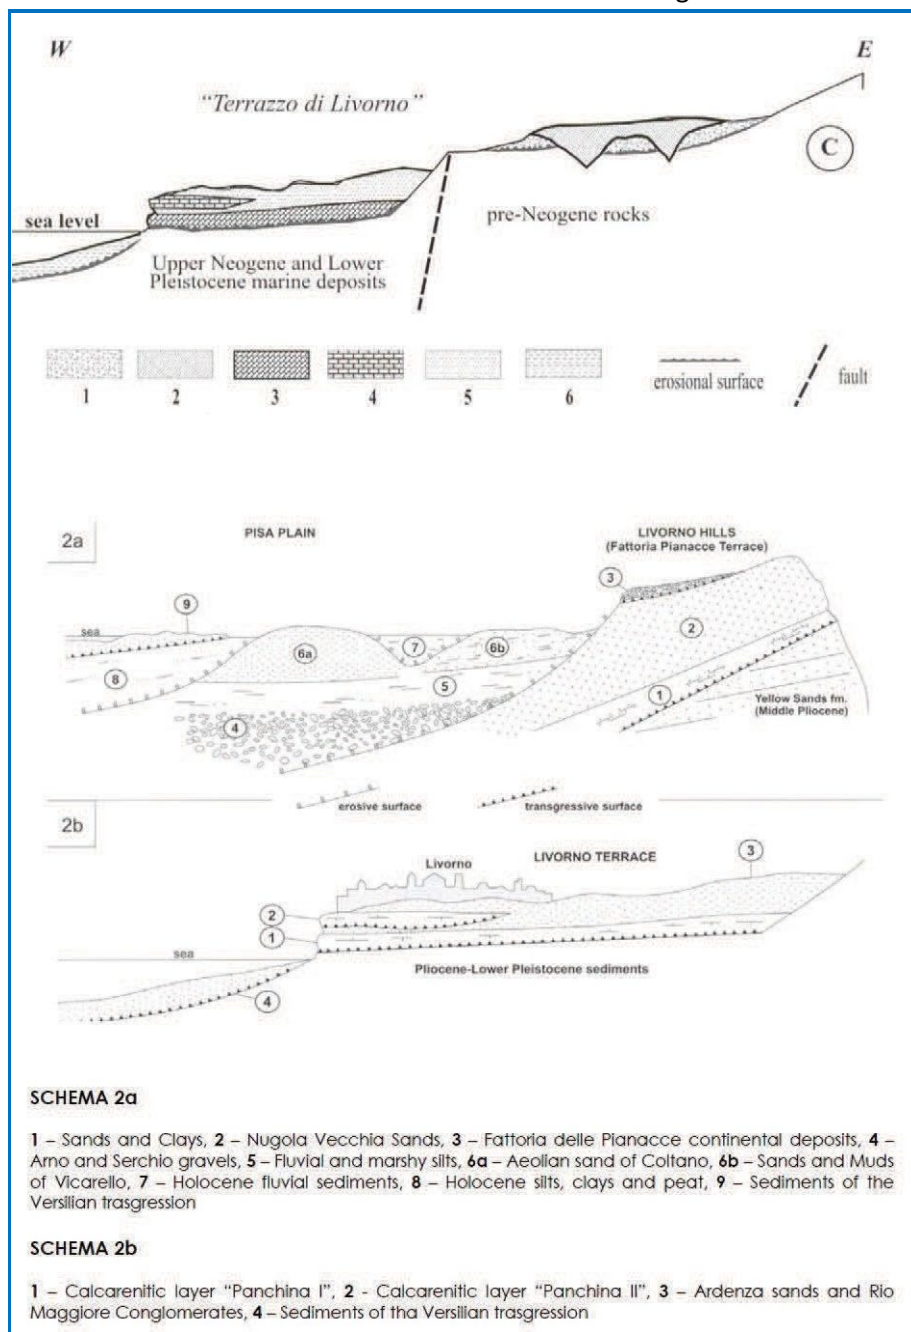 W
E
"Terrazzo di Livorno"
C
sea level
pre-Neogene rocks
Upper Neogene and Lower
Pleistocene marine deposits
1 2 3 4 5 6
erosional surface
fault
2a
PISA PLAIN
LIVORNO HILLS
(Fattoria Pianacce Terrace)
3
9
sea
2
6a
7
6b
8
5
1
Yellow Sands fm.
(Middle Pliocene)
4
erosive surface
transgressive surface
2b
Livorno
LIVORNO TERRACE
3
2
1
sea
Pliocene-Lower Pleistocene sediments
4
SCHEMA 2a
1 – Sands and Clays, 2 – Nugola Vecchia Sands, 3 – Fattoria delle Pianacce continental deposits, 4 –
Arno and Serchio gravels, 5 – Fluvial and marshy silts, 6a – Aeolian sand of Coltano, 6b – Sands and Muds
of Vicarello, 7 – Holocene fluvial sediments, 8 – Holocene silts, clays and peat, 9 – Sediments of the
Versilian trasgression
SCHEMA 2b
1 – Calcarenitic layer "Panchina I", 2 - Calcarenitic layer "Panchina II", 3 – Ardenza sands and Rio
Maggiore Conglomerates, 4 – Sediments of tha Versilian trasgression